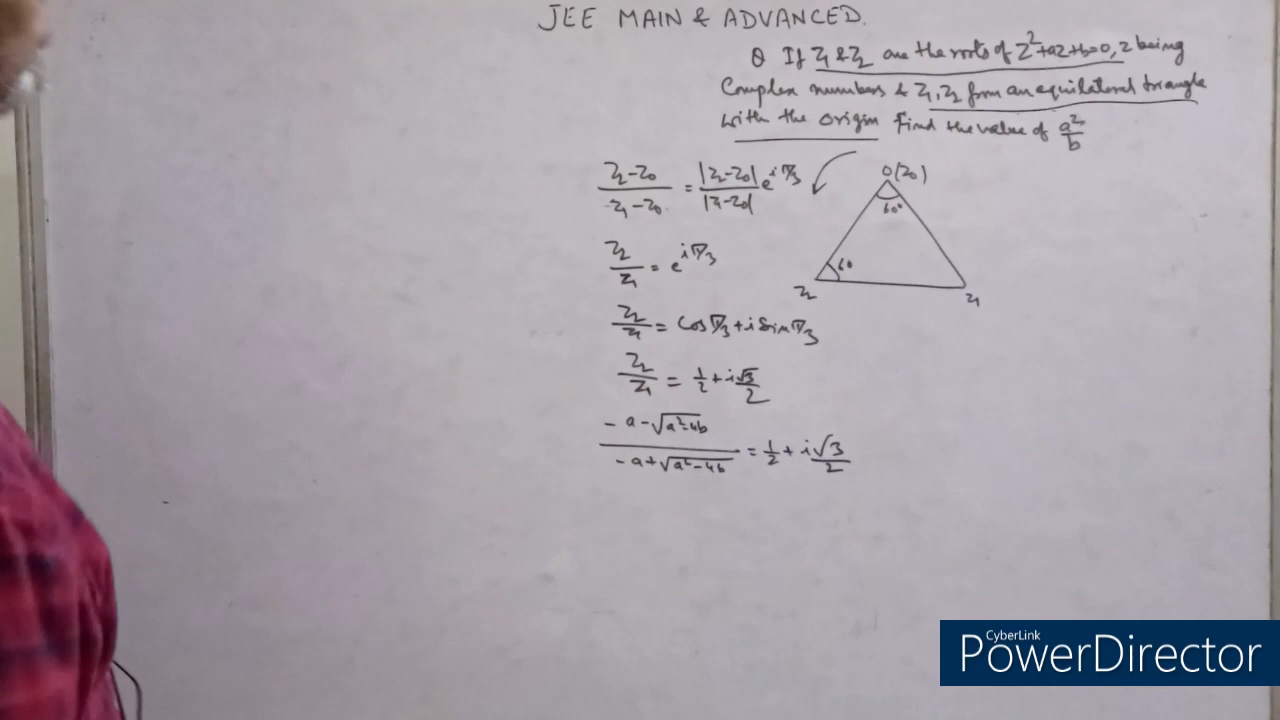 JEE MAIN & ADVANCED.
Q If Z₁ & Z₂ are the roots of Z²+az+b=0, z being
Complex numbers & Z₁, Z₂ from an equilateral triangle
with the origin Find the value of a²/b
(Z₂-Z₀)/(Z₁-Z₀) = |Z₂-Z₀|/|Z₁-Z₀| e^(iπ/3)
O(Z₀)
60°
Z₂/Z₁ = e^(iπ/3)
60
Z₂
Z₁
Z₂/Z₁ = Cosπ/3 + i Sinπ/3
Z₂/Z₁ = 1/2 + i√3/2
(-a-√(a²-4b))/(-a+√(a²-4b)) = 1/2 + i√3/2
CyberLink
PowerDirector